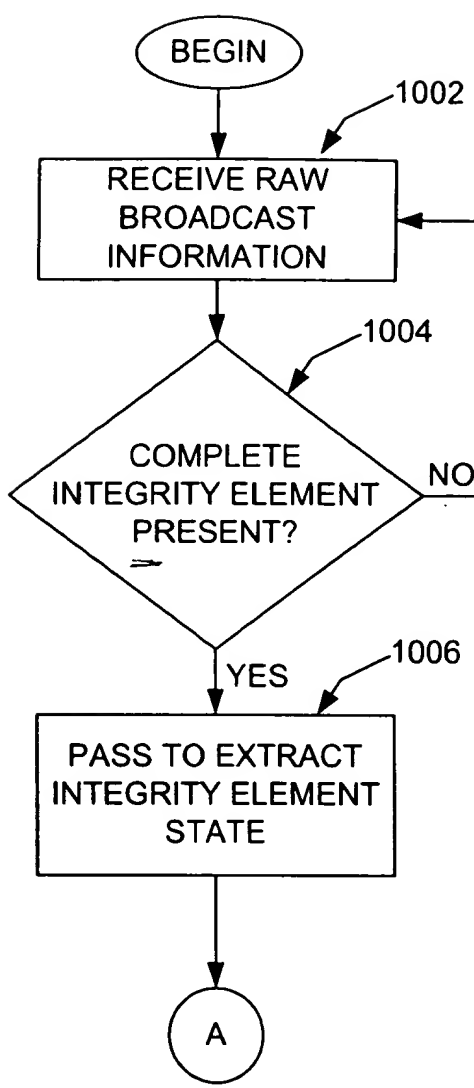 BEGIN
1002
RECEIVE RAW
BROADCAST
INFORMATION
1004
COMPLETE
INTEGRITY ELEMENT
PRESENT?
NO
YES
1006
PASS TO EXTRACT
INTEGRITY ELEMENT
STATE
A